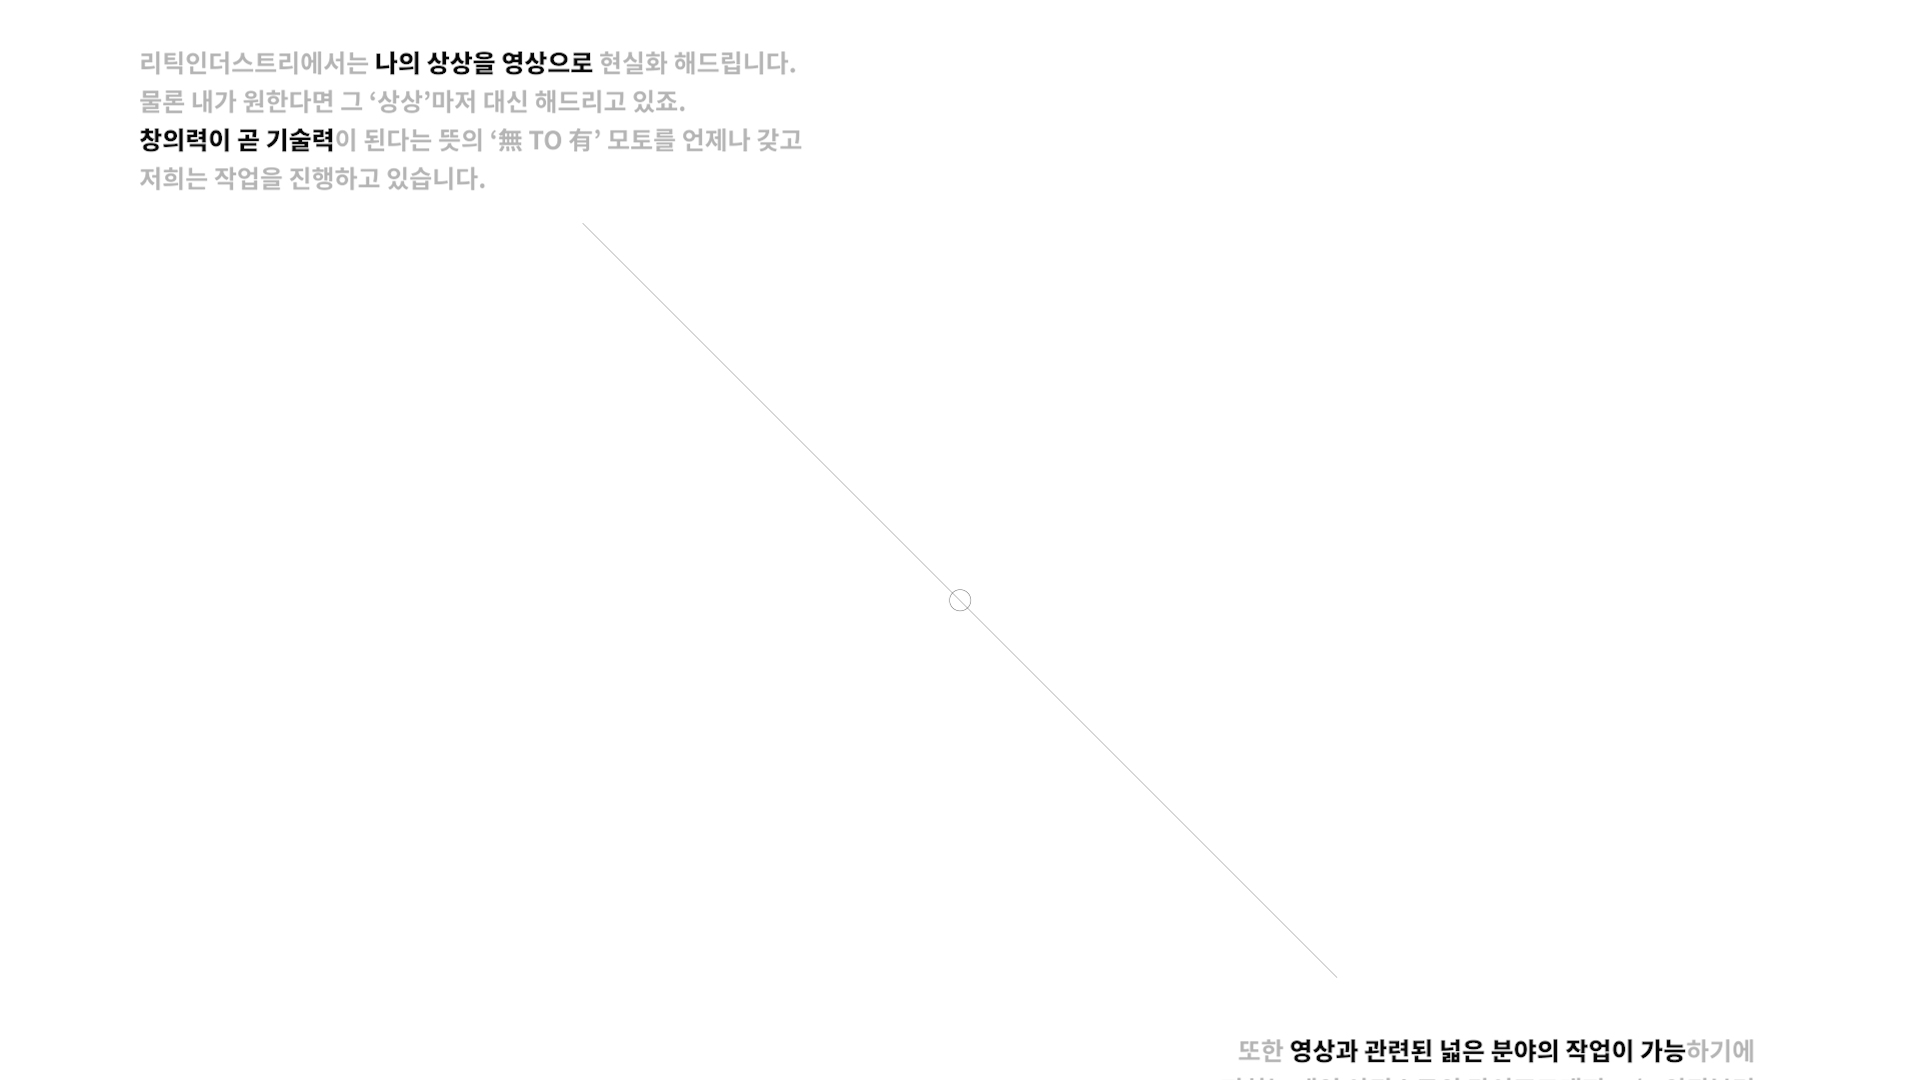 리틱인더스트리에서는 나의 상상을 영상으로 현실화 해드립니다.
물론 내가 원한다면 그 ‘상상’마저 대신 해드리고 있죠.
창의력이 곧 기술력이 된다는 뜻의 ‘無 TO 有’ 모토를 언제나 갖고
저희는 작업을 진행하고 있습니다.
또한 영상과 관련된 넓은 분야의 작업이 가능하기에